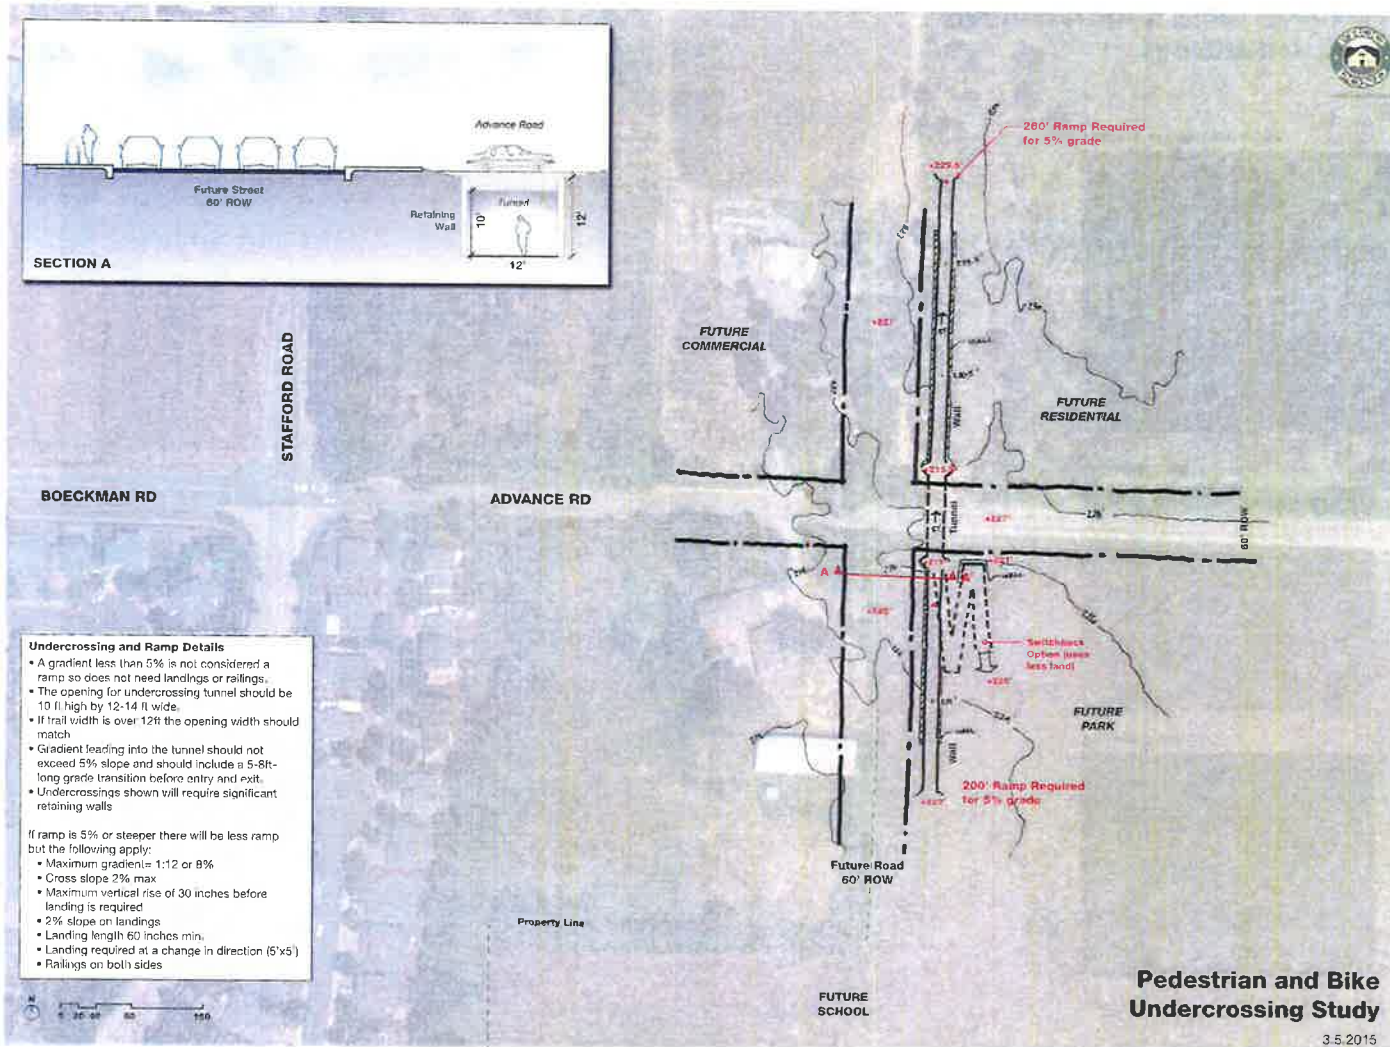 FROG
POND
Advance Road
Future Street
60' ROW
Retaining
Wall
Tunnel
10'
12'
12'
SECTION A
260' Ramp Required
for 5% grade
+229.5'
FUTURE
COMMERCIAL
+227'
FUTURE
RESIDENTIAL
Wall
STAFFORD ROAD
BOECKMAN RD
ADVANCE RD
Tunnel
+227'
226
60' ROW
A
Switchback
Option (uses
less land)
FUTURE
PARK
Wall
200' Ramp Required
for 5% grade
Future Road
60' ROW
Undercrossing and Ramp Details
• A gradient less than 5% is not considered a
ramp so does not need landings or railings.
• The opening for undercrossing tunnel should be
10 ft high by 12-14 ft wide.
• If trail width is over 12ft the opening width should
match
• Gradient leading into the tunnel should not
exceed 5% slope and should include a 5-8ft-
long grade transition before entry and exit.
• Undercrossings shown will require significant
retaining walls
If ramp is 5% or steeper there will be less ramp
but the following apply:
• Maximum gradient= 1:12 or 8%
• Cross slope 2% max
• Maximum vertical rise of 30 inches before
landing is required
• 2% slope on landings
• Landing length 60 inches min.
• Landing required at a change in direction (5'x5')
• Railings on both sides
Property Line
N
FUTURE
SCHOOL
Pedestrian and Bike
Undercrossing Study
3.5.2015